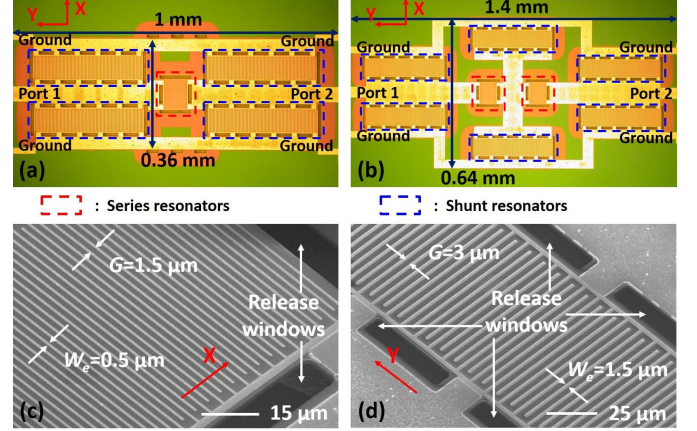 X
Y
1 mm
Ground
Ground
Port 1
Port 2
Ground
Ground
(a)
0.36 mm
Y
X
1.4 mm
Ground
Ground
Port 1
Port 2
Ground
Ground
(b)
0.64 mm
: Series resonators
: Shunt resonators
G=1.5 μm
Release
windows
We=0.5 μm
X
(c)
15 μm
G=3 μm
Release
windows
Y
We=1.5 μm
(d)
25 μm